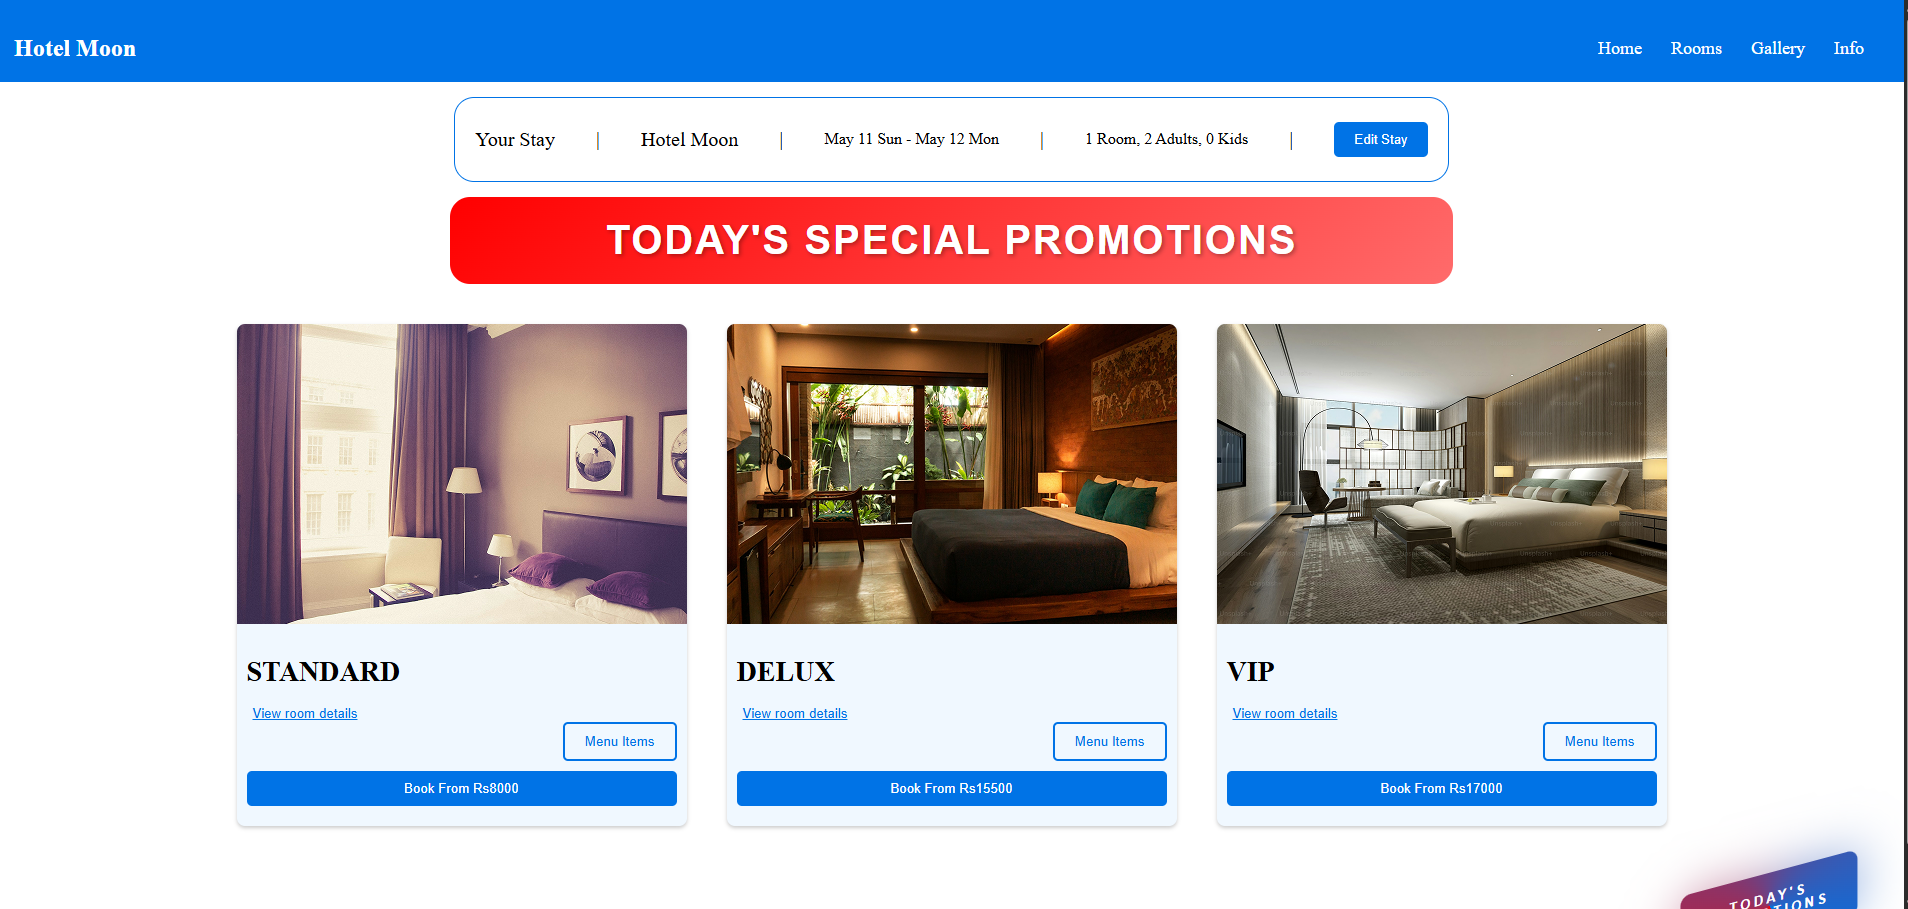 Hotel Moon
Home Rooms Gallery Info
Your Stay | Hotel Moon | May 11 Sun - May 12 Mon | 1 Room, 2 Adults, 0 Kids | Edit Stay
TODAY'S SPECIAL PROMOTIONS
STANDARD
View room details
Menu Items
Book From Rs8000
DELUX
View room details
Menu Items
Book From Rs15500
VIP
View room details
Menu Items
Book From Rs17000
TODAY'S